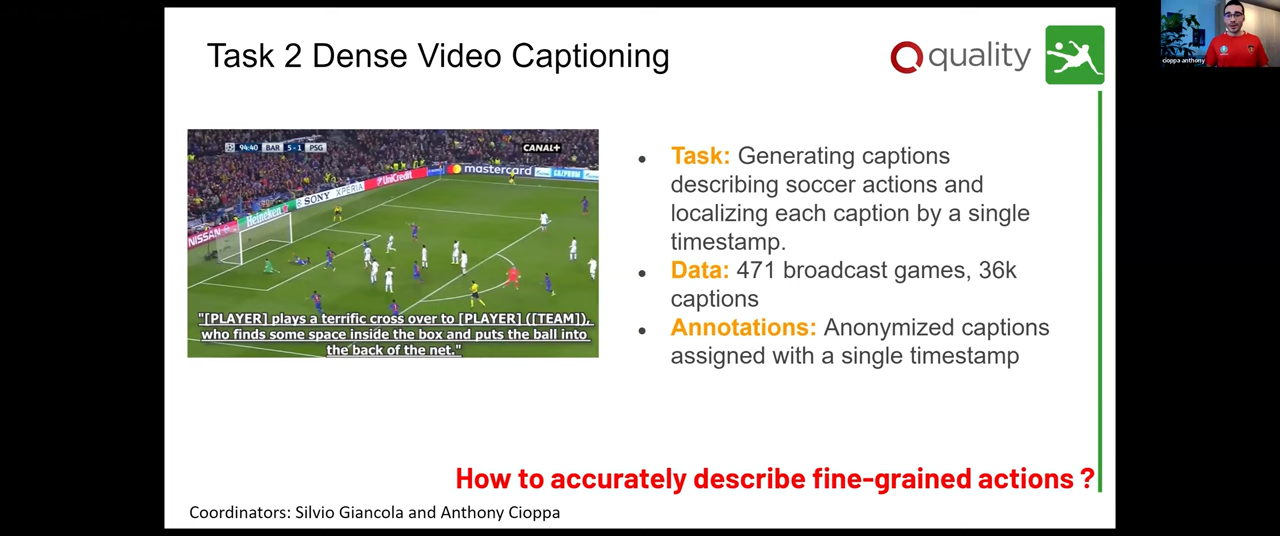 Task 2 Dense Video Captioning
quality
cioppa anthony
94:40 BAR 5-1 PSG
CANAL+
mastercard
GAZPROM
UniCredit
SONY XPERIA
Heineken
NISSAN
"[PLAYER] plays a terrific cross over to [PLAYER] ([TEAM]),
who finds some space inside the box and puts the ball into
the back of the net."
• Task: Generating captions
describing soccer actions and
localizing each caption by a single
timestamp.
• Data: 471 broadcast games, 36k
captions
• Annotations: Anonymized captions
assigned with a single timestamp
How to accurately describe fine-grained actions ?
Coordinators: Silvio Giancola and Anthony Cioppa